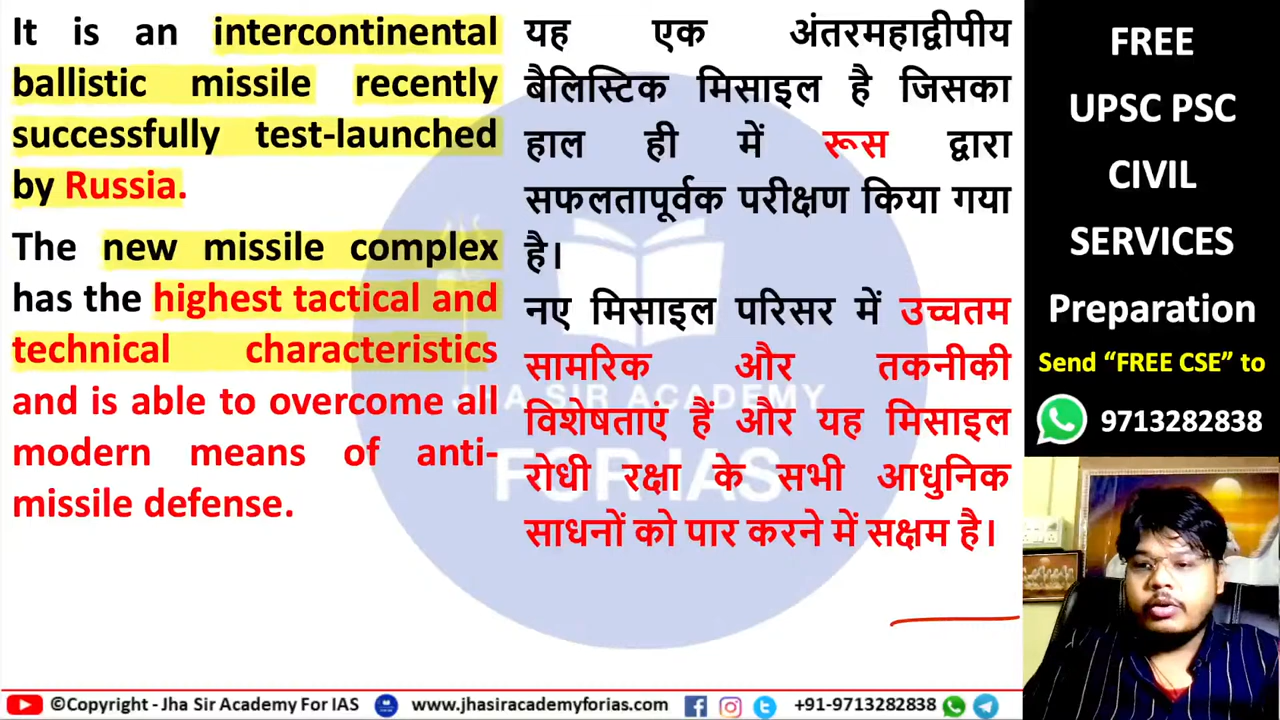 It is an intercontinental
ballistic missile recently
successfully test-launched
by Russia.
The new missile complex
has the highest tactical and
technical characteristics
and is able to overcome all
modern means of anti-
missile defense.
यह एक अंतरमहाद्वीपीय
बैलिस्टिक मिसाइल है जिसका
हाल ही में रूस द्वारा
सफलतापूर्वक परीक्षण किया गया
है।
नए मिसाइल परिसर में उच्चतम
सामरिक और तकनीकी
विशेषताएं हैं और यह मिसाइल
रोधी रक्षा के सभी आधुनिक
साधनों को पार करने में सक्षम है।
JHA SIR ACADEMY
FOR IAS
FREE
UPSC PSC
CIVIL
SERVICES
Preparation
Send “FREE CSE” to
9713282838
©Copyright - Jha Sir Academy For IAS
www.jhasiracademyforias.com
+91-9713282838